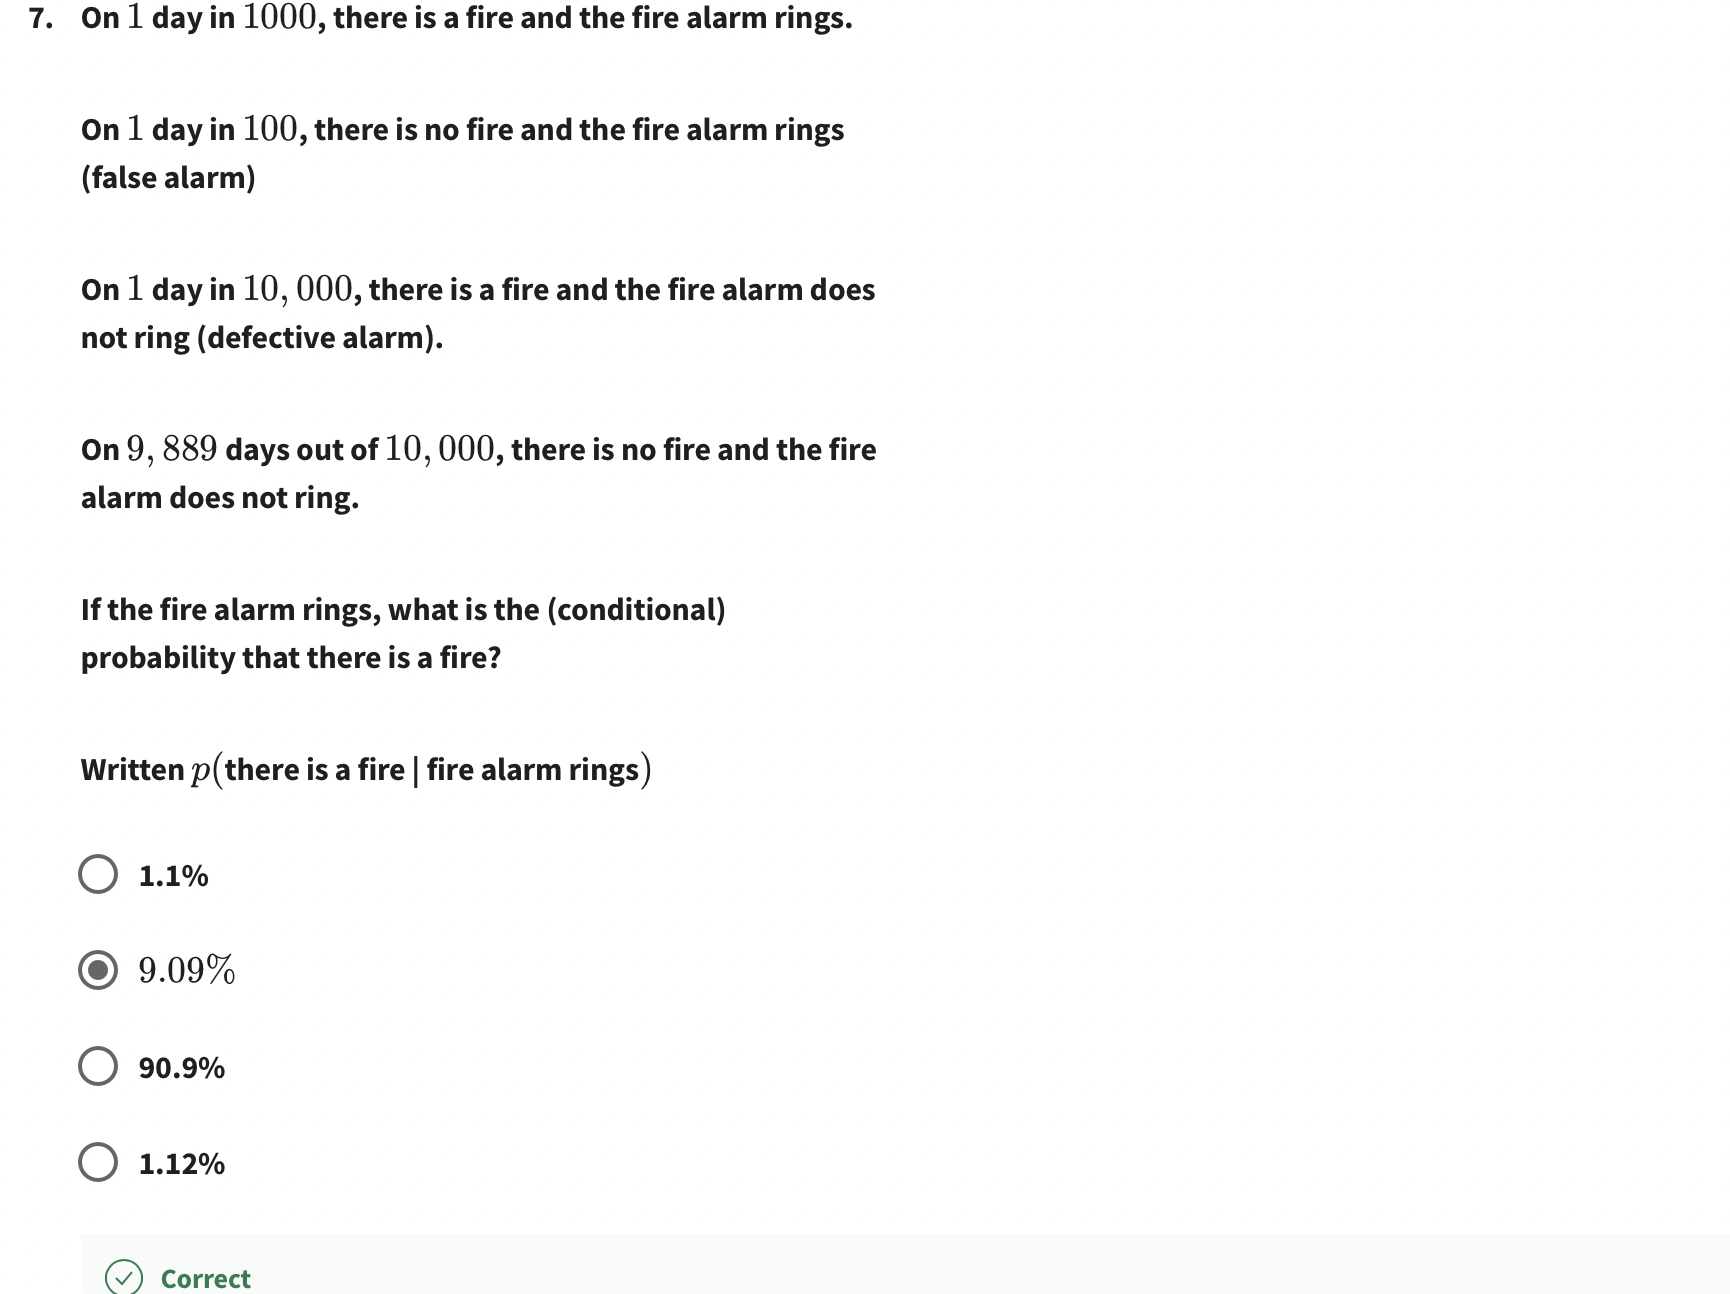 7. On 1 day in 1000, there is a fire and the fire alarm rings.
On 1 day in 100, there is no fire and the fire alarm rings
(false alarm)
On 1 day in 10, 000, there is a fire and the fire alarm does
not ring (defective alarm).
On 9, 889 days out of 10, 000, there is no fire and the fire
alarm does not ring.
If the fire alarm rings, what is the (conditional)
probability that there is a fire?
Written p(there is a fire | fire alarm rings)
1.1%
9.09%
90.9%
1.12%
Correct